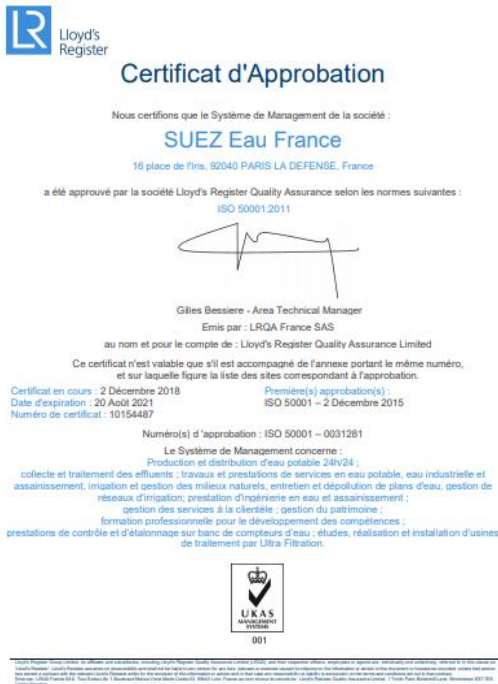 LR
Lloyd's
Register
Certificat d'Approbation
Nous certifions que le Système de Management de la société :
SUEZ Eau France
16 place de l'Iris, 92040 PARIS LA DEFENSE, France
a été approuvé par la société Lloyd's Register Quality Assurance selon les normes suivantes :
ISO 50001:2011
Gilles Bessiere - Area Technical Manager
Emis par : LRQA France SAS
au nom et pour le compte de : Lloyd's Register Quality Assurance Limited
Ce certificat n'est valable que s'il est accompagné de l'annexe portant le même numéro,
et sur laquelle figure la liste des sites correspondant à l'approbation.
Certificat en cours : 2 Décembre 2018 Première(s) approbation(s) :
Date d'expiration : 20 Août 2021 ISO 50001 – 2 Décembre 2015
Numéro de certificat : 10154487
Numéro(s) d 'approbation : ISO 50001 – 0031281
Le Système de Management concerne :
Production et distribution d'eau potable 24h/24 ;
collecte et traitement des effluents ; travaux et prestations de services en eau potable, eau industrielle et
assainissement, irrigation et gestion des milieux naturels, entretien et dépollution de plans d'eau, gestion de
réseaux d'irrigation; prestation d'ingénierie en eau et assainissement ;
gestion des services à la clientèle ; gestion du patrimoine ;
formation professionnelle pour le développement des compétences ;
prestations de contrôle et d'étalonnage sur banc de compteurs d'eau ; études, réalisation et installation d'usines
de traitement par Ultra Filtration.
UKAS
MANAGEMENT
SYSTEMS
001